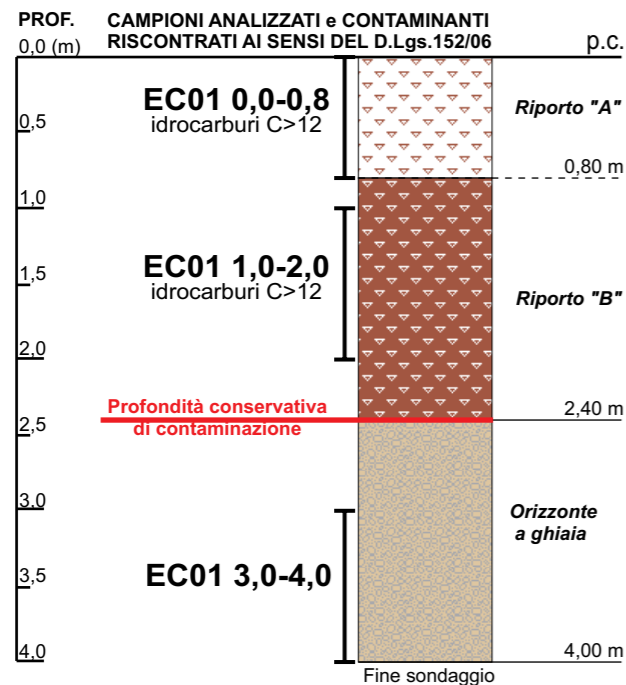 PROF.
0,0 (m)
CAMPIONI ANALIZZATI e CONTAMINANTI
RISCONTRATI AI SENSI DEL D.Lgs.152/06
p.c.
EC01 0,0-0,8
idrocarburi C>12
Riporto "A"
0,5
0,80 m
1,0
EC01 1,0-2,0
idrocarburi C>12
1,5
Riporto "B"
2,0
Profondità conservativa
di contaminazione
2,40 m
2,5
3.0
Orizzonte
a ghiaia
EC01 3,0-4,0
3,5
4,0
4,00 m
Fine sondaggio